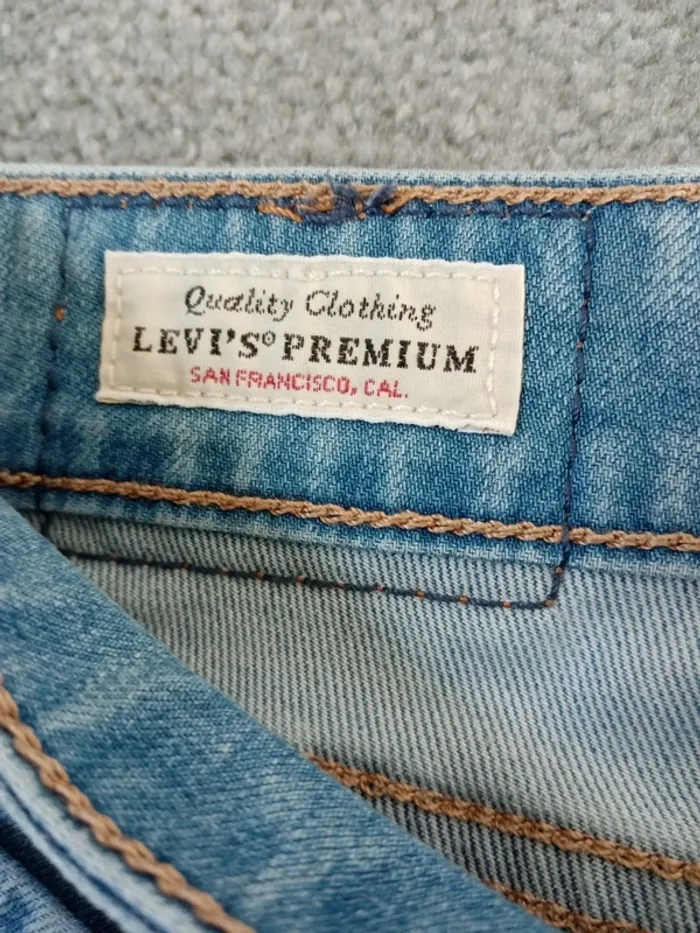 Quality Clothing
LEVI'S® PREMIUM
SAN FRANCISCO, CAL.